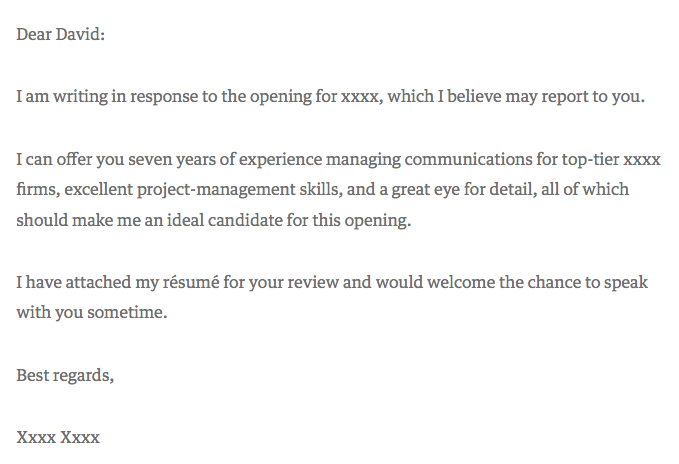 Dear David:
I am writing in response to the opening for xxxx, which I believe may report to you.
I can offer you seven years of experience managing communications for top-tier xxxx
firms, excellent project-management skills, and a great eye for detail, all of which
should make me an ideal candidate for this opening.
I have attached my résumé for your review and would welcome the chance to speak
with you sometime.
Best regards,
Xxxx Xxxx